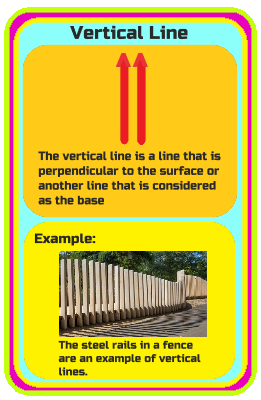 Vertical Line
The vertical line is a line that is
perpendicular to the surface or
another line that is considered
as the base
Example:
The steel rails in a fence
are an example of vertical
lines.